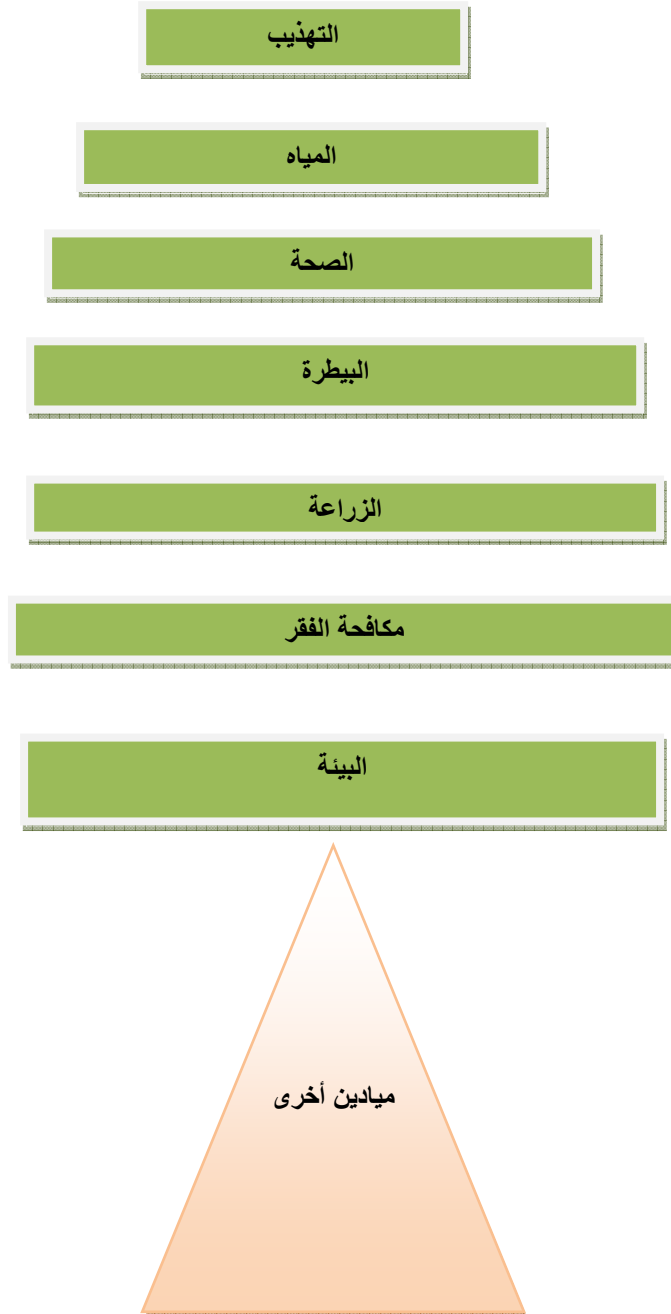 التهذيب
المياه
الصحة
البيطرة
الزراعة
مكافحة الفقر
البيئة
ميادين أخرى